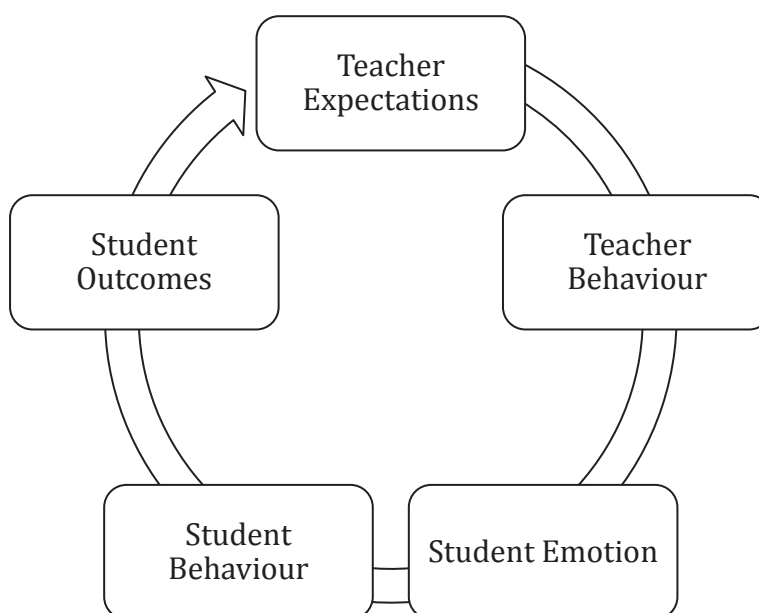 Teacher
Expectations
Teacher
Behaviour
Student Emotion
Student
Behaviour
Student
Outcomes